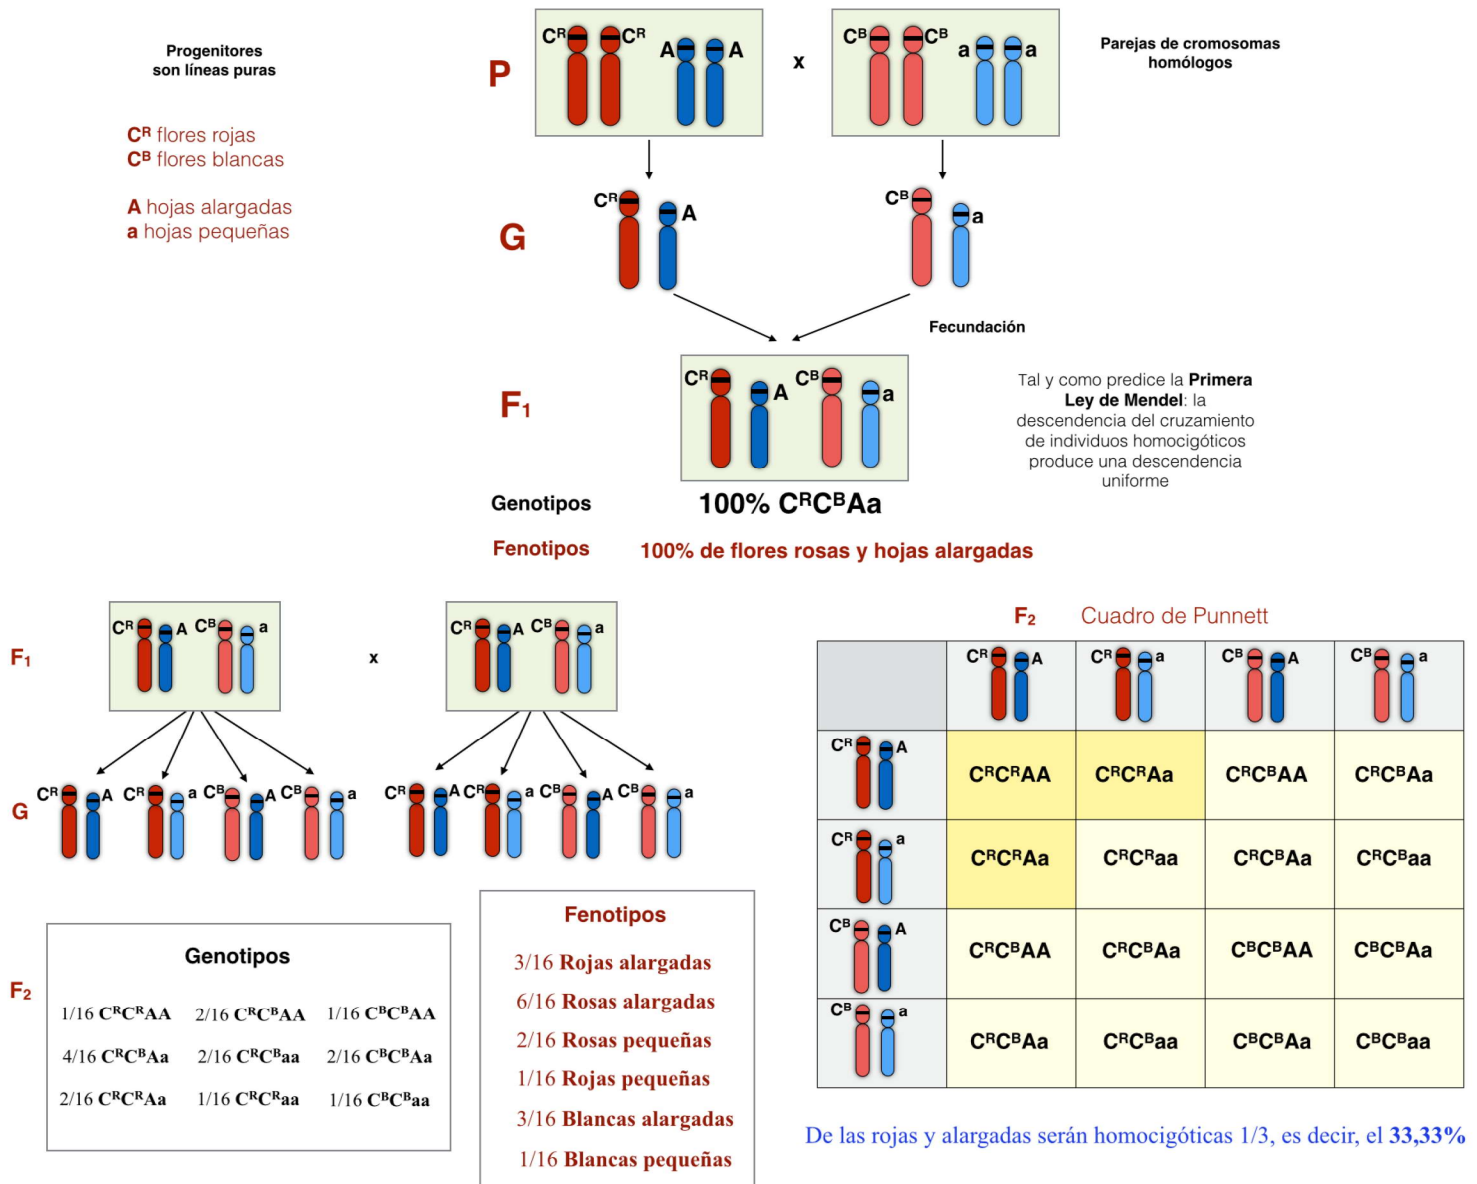 Progenitores
son líneas puras
Cᴿ flores rojas
Cᴮ flores blancas
A hojas alargadas
a hojas pequeñas
P
Cᴿ Cᴿ A A
x
Cᴮ Cᴮ a a
Parejas de cromosomas
homólogos
G
Cᴿ A
Cᴮ a
Fecundación
F₁
Cᴿ A Cᴮ a
Tal y como predice la Primera
Ley de Mendel: la
descendencia del cruzamiento
de individuos homocigóticos
produce una descendencia
uniforme
Genotipos 100% CᴿCᴮAa
Fenotipos 100% de flores rosas y hojas alargadas
F₁
Cᴿ A Cᴮ a
x
Cᴿ A Cᴮ a
G
Cᴿ A Cᴿ a Cᴮ A Cᴮ a
Cᴿ A Cᴿ a Cᴮ A Cᴮ a
F₂
Genotipos
1/16 CᴿCᴿAA 2/16 CᴿCᴮAA 1/16 CᴮCᴮAA
4/16 CᴿCᴮAa 2/16 CᴿCᴮaa 2/16 CᴮCᴮAa
2/16 CᴿCᴿAa 1/16 CᴿCᴿaa 1/16 CᴮCᴮaa
Fenotipos
3/16 Rojas alargadas
6/16 Rosas alargadas
2/16 Rosas pequeñas
1/16 Rojas pequeñas
3/16 Blancas alargadas
1/16 Blancas pequeñas
F₂ Cuadro de Punnett
Cᴿ A Cᴿ a Cᴮ A Cᴮ a
Cᴿ A CᴿCᴿAA CᴿCᴿAa CᴿCᴮAA CᴿCᴮAa
Cᴿ a CᴿCᴿAa CᴿCᴿaa CᴿCᴮAa CᴿCᴮaa
Cᴮ A CᴿCᴮAA CᴿCᴮAa CᴮCᴮAA CᴮCᴮAa
Cᴮ a CᴿCᴮAa CᴿCᴮaa CᴮCᴮAa CᴮCᴮaa
De las rojas y alargadas serán homocigóticas 1/3, es decir, el 33,33%